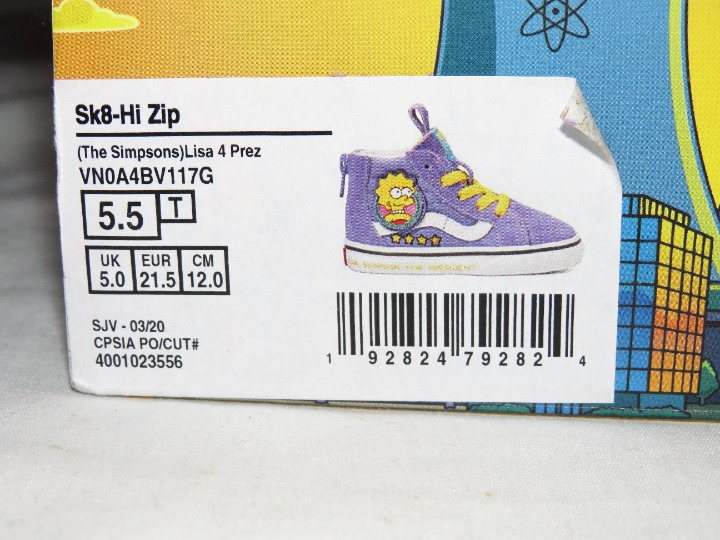 Sk8-Hi Zip
(The Simpsons)Lisa 4 Prez
VN0A4BV117G
5.5 T
UK EUR CM
5.0 21.5 12.0
SJV - 03/20
CPSIA PO/CUT#
4001023556
1 92824 79282 4